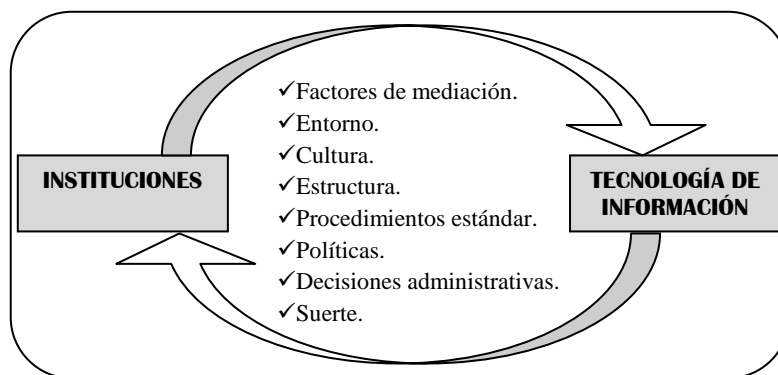 ✓Factores de mediación.
✓Entorno.
✓Cultura.
✓Estructura.
✓Procedimientos estándar.
✓Políticas.
✓Decisiones administrativas.
✓Suerte.
INSTITUCIONES
TECNOLOGÍA DE
INFORMACIÓN